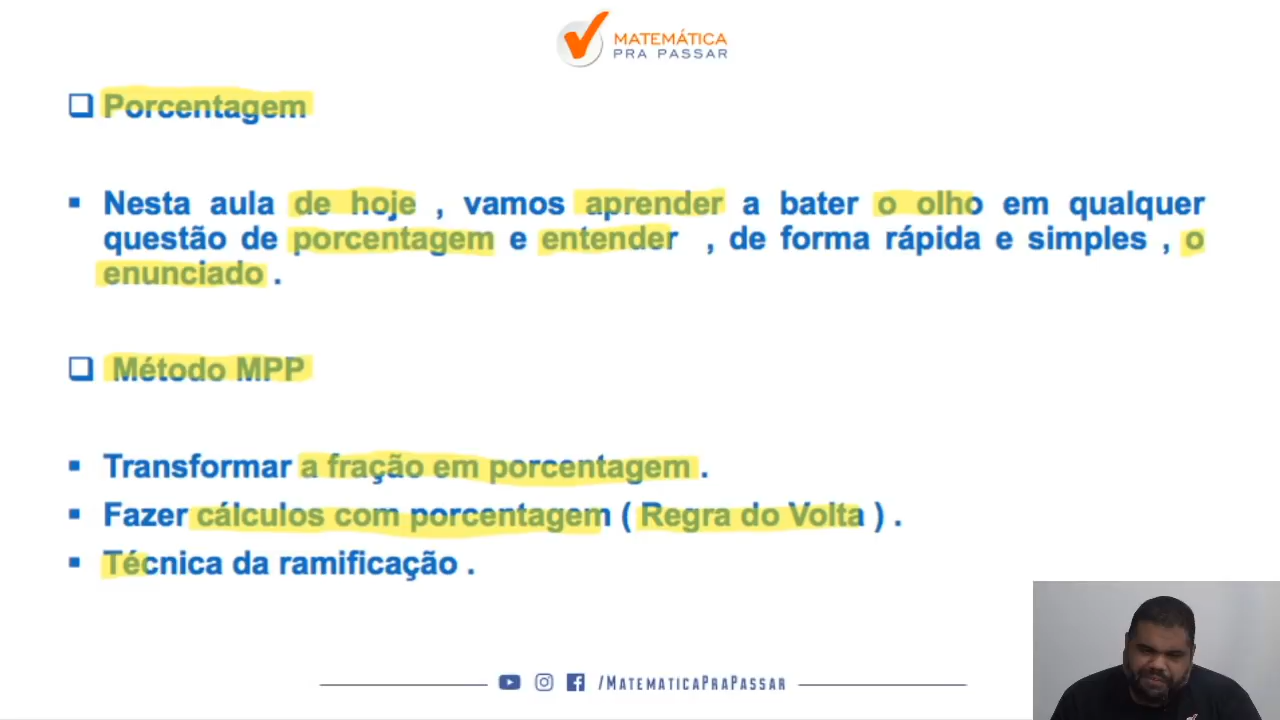 MATEMÁTICA
PRA PASSAR
Porcentagem
Nesta aula de hoje , vamos aprender a bater o olho em qualquer
questão de porcentagem e entender , de forma rápida e simples , o
enunciado .
Método MPP
Transformar a fração em porcentagem .
Fazer cálculos com porcentagem ( Regra do Volta ) .
Técnica da ramificação .
/MATEMATICAPRAPASSAR